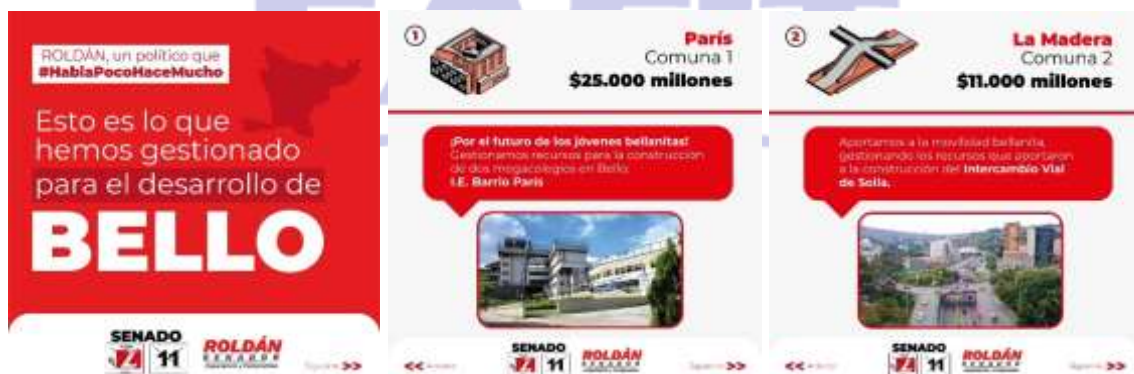 ROLDÁN, un político que
#HablaPocoHaceMucho
Esto es lo que
hemos gestionado
para el desarrollo de
BELLO
SENADO
11
ROLDÁN
SENADOR
>>
1
París
Comuna 1
$25.000 millones
¡Por el futuro de los jóvenes bellanitas!
Gestionamos recursos para la construcción
de dos megacolegios en Bello.
I.E. Barrio París
<<
SENADO
11
ROLDÁN
SENADOR
>>
2
La Madera
Comuna 2
$11.000 millones
Aportamos a la movilidad bellanita,
gestionando los recursos que aportaron
a la construcción del Intercambio Vial
de Solla.
<<
SENADO
11
ROLDÁN
SENADOR
>>